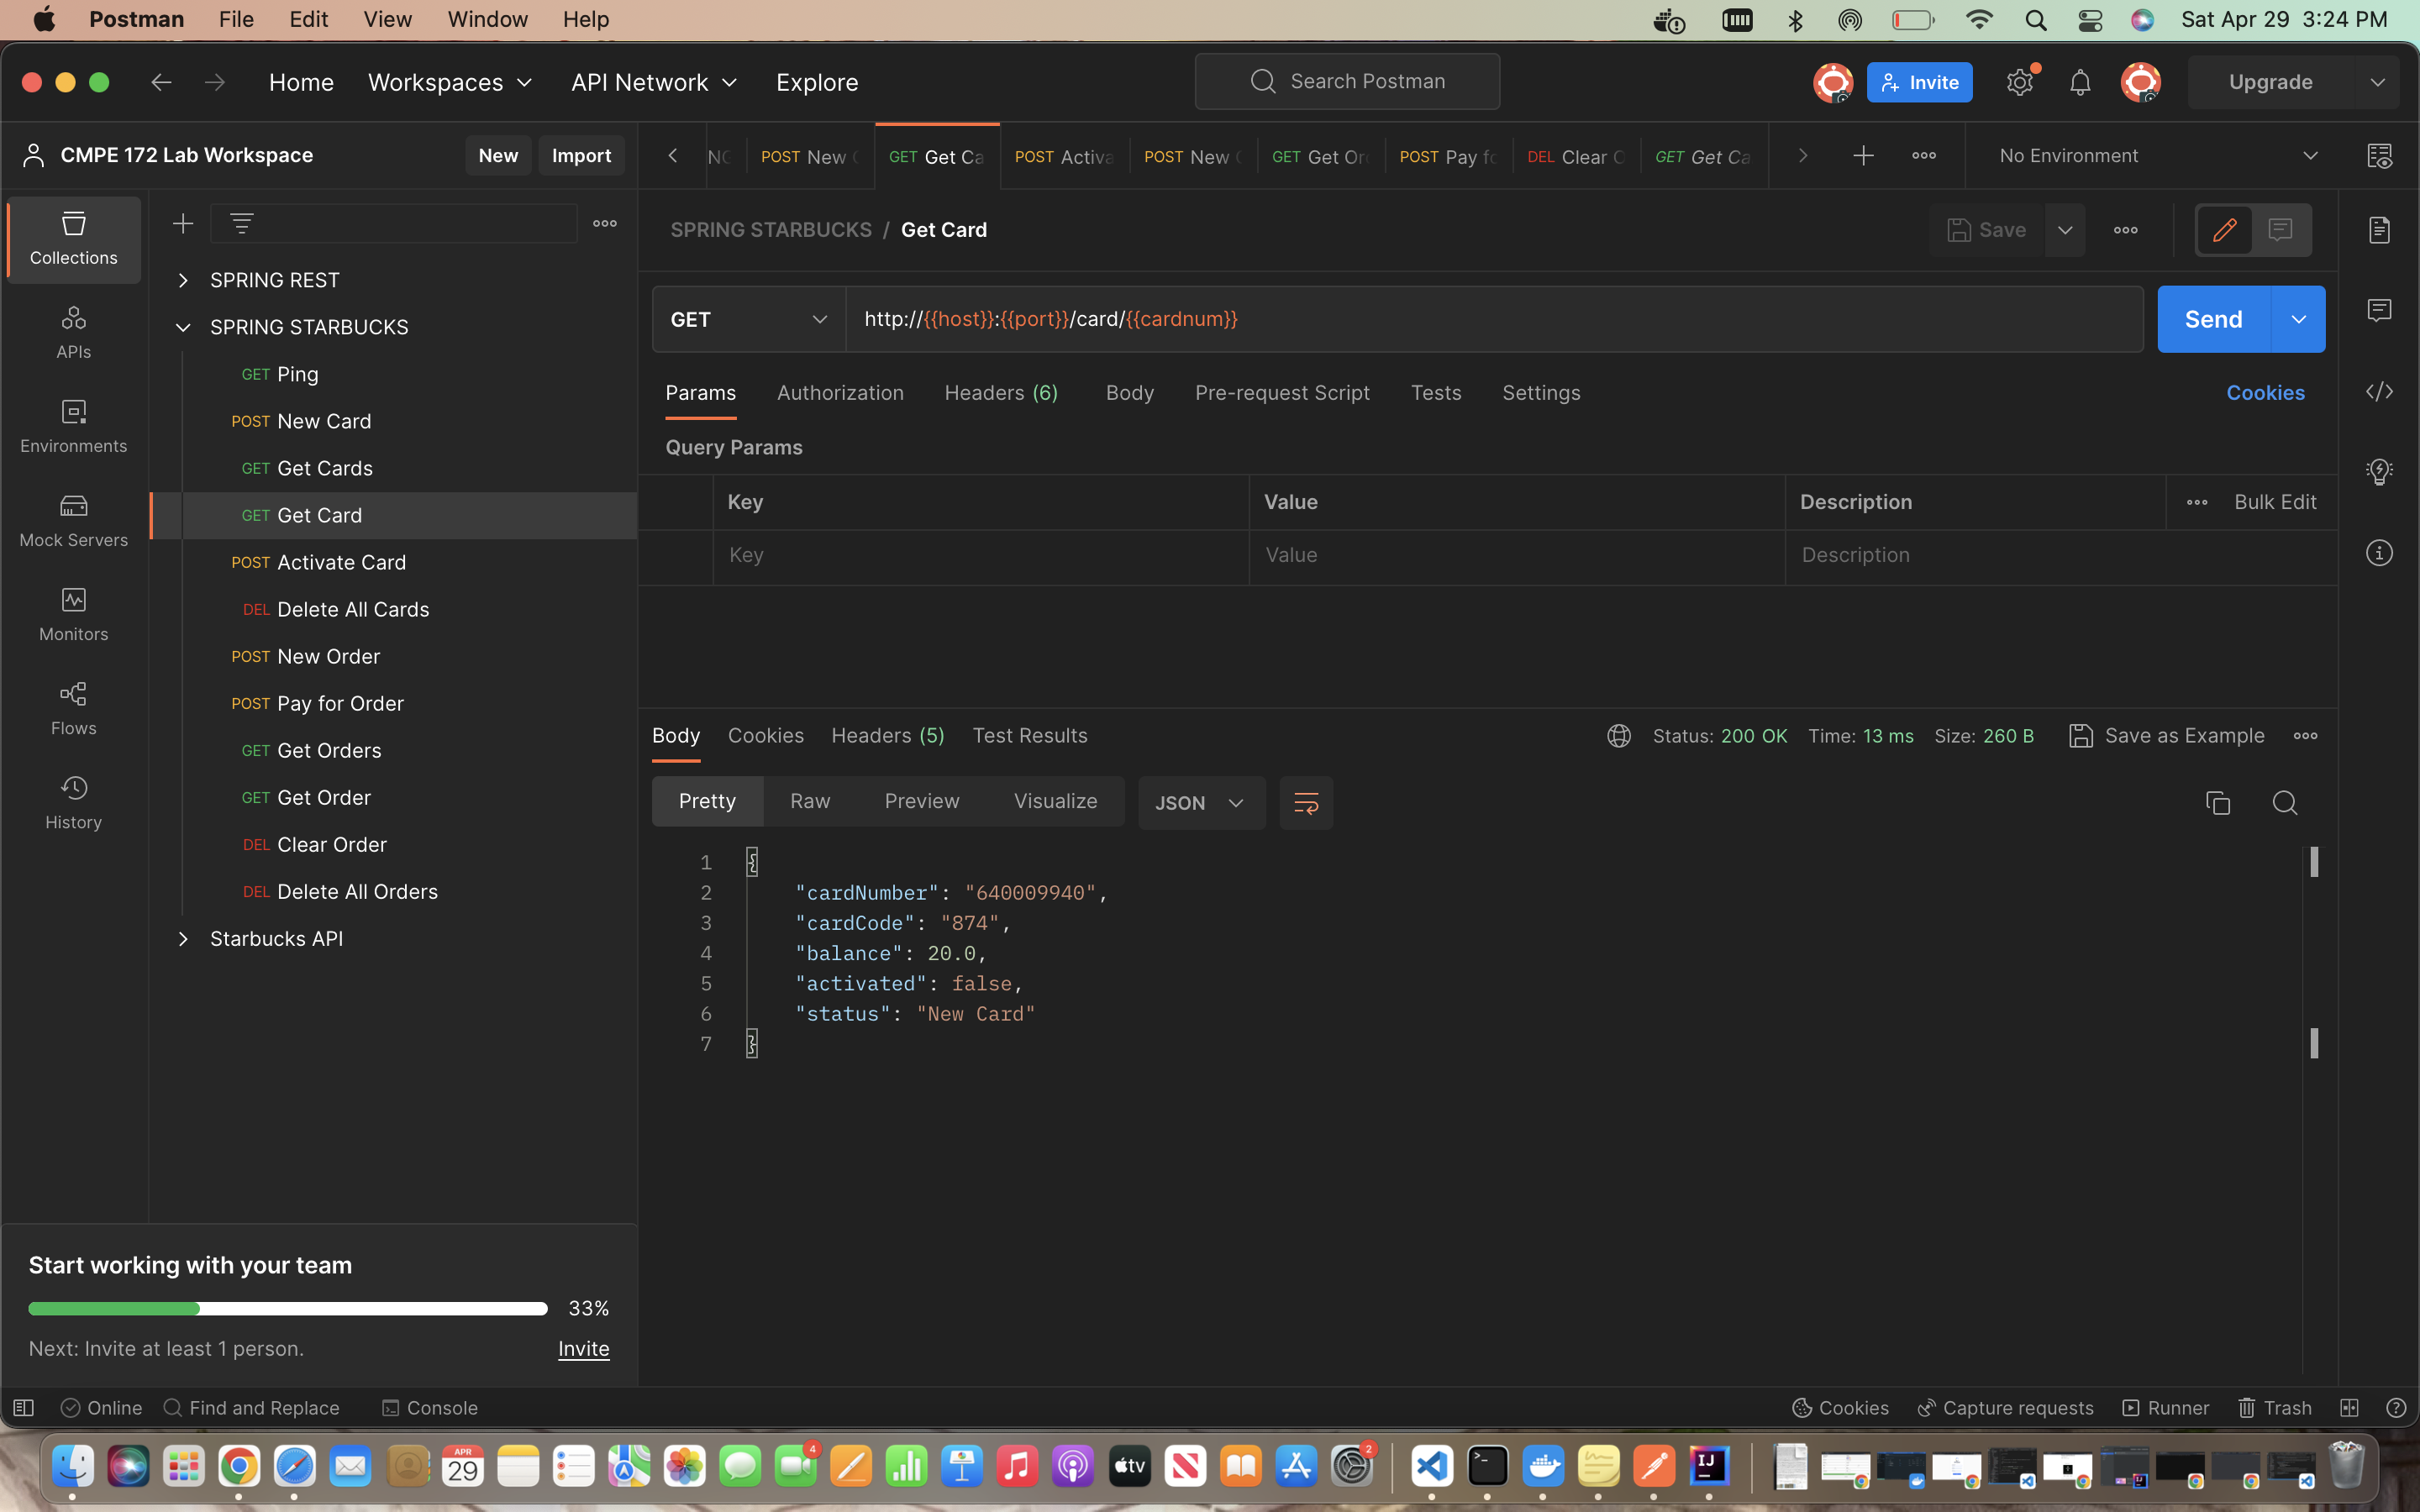 Postman File Edit View Window Help Sat Apr 29 3:24 PM
Home Workspaces API Network Explore Search Postman Invite Upgrade
CMPE 172 Lab Workspace New Import POST New GET Get Ca POST Activa POST New GET Get Or POST Pay fo DEL Clear GET Get Ca No Environment
Collections
APIs
Environments
Mock Servers
Monitors
Flows
History
SPRING REST
SPRING STARBUCKS
GET Ping
POST New Card
GET Get Cards
GET Get Card
POST Activate Card
DEL Delete All Cards
POST New Order
POST Pay for Order
GET Get Orders
GET Get Order
DEL Clear Order
DEL Delete All Orders
Starbucks API
SPRING STARBUCKS / Get Card Save
GET http://{{host}}:{{port}}/card/{{cardnum}} Send
Params Authorization Headers (6) Body Pre-request Script Tests Settings Cookies
Query Params
Key Value Description Bulk Edit
Key Value Description
Body Cookies Headers (5) Test Results Status: 200 OK Time: 13 ms Size: 260 B Save as Example
Pretty Raw Preview Visualize JSON
1 {
2 "cardNumber": "640009940",
3 "cardCode": "874",
4 "balance": 20.0,
5 "activated": false,
6 "status": "New Card"
7 }
Start working with your team
33%
Next: Invite at least 1 person. Invite
Online Find and Replace Console Cookies Capture requests Runner Trash
APR
29
4
tv
2
IJ